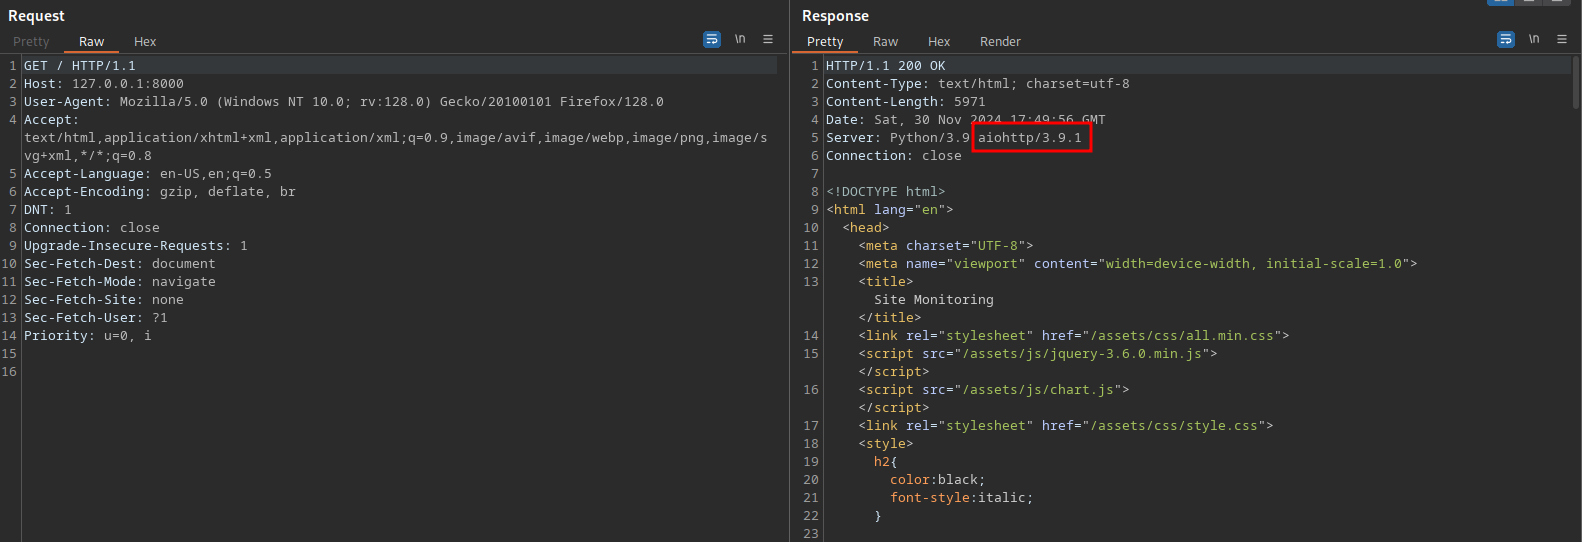 Request
Pretty Raw Hex
\n
1 GET / HTTP/1.1
2 Host: 127.0.0.1:8000
3 User-Agent: Mozilla/5.0 (Windows NT 10.0; rv:128.0) Gecko/20100101 Firefox/128.0
4 Accept:
text/html,application/xhtml+xml,application/xml;q=0.9,image/avif,image/webp,image/png,image/s
vg+xml,*/*;q=0.8
5 Accept-Language: en-US,en;q=0.5
6 Accept-Encoding: gzip, deflate, br
7 DNT: 1
8 Connection: close
9 Upgrade-Insecure-Requests: 1
10 Sec-Fetch-Dest: document
11 Sec-Fetch-Mode: navigate
12 Sec-Fetch-Site: none
13 Sec-Fetch-User: ?1
14 Priority: u=0, i
15
16
Response
Pretty Raw Hex Render
\n
1 HTTP/1.1 200 OK
2 Content-Type: text/html; charset=utf-8
3 Content-Length: 5971
4 Date: Sat, 30 Nov 2024 17:49:56 GMT
5 Server: Python/3.9 aiohttp/3.9.1
6 Connection: close
7
8 <!DOCTYPE html>
9 <html lang="en">
10 <head>
11 <meta charset="UTF-8">
12 <meta name="viewport" content="width=device-width, initial-scale=1.0">
13 <title>
Site Monitoring
</title>
14 <link rel="stylesheet" href="/assets/css/all.min.css">
15 <script src="/assets/js/jquery-3.6.0.min.js">
</script>
16 <script src="/assets/js/chart.js">
</script>
17 <link rel="stylesheet" href="/assets/css/style.css">
18 <style>
19 h2{
20 color:black;
21 font-style:italic;
22 }
23